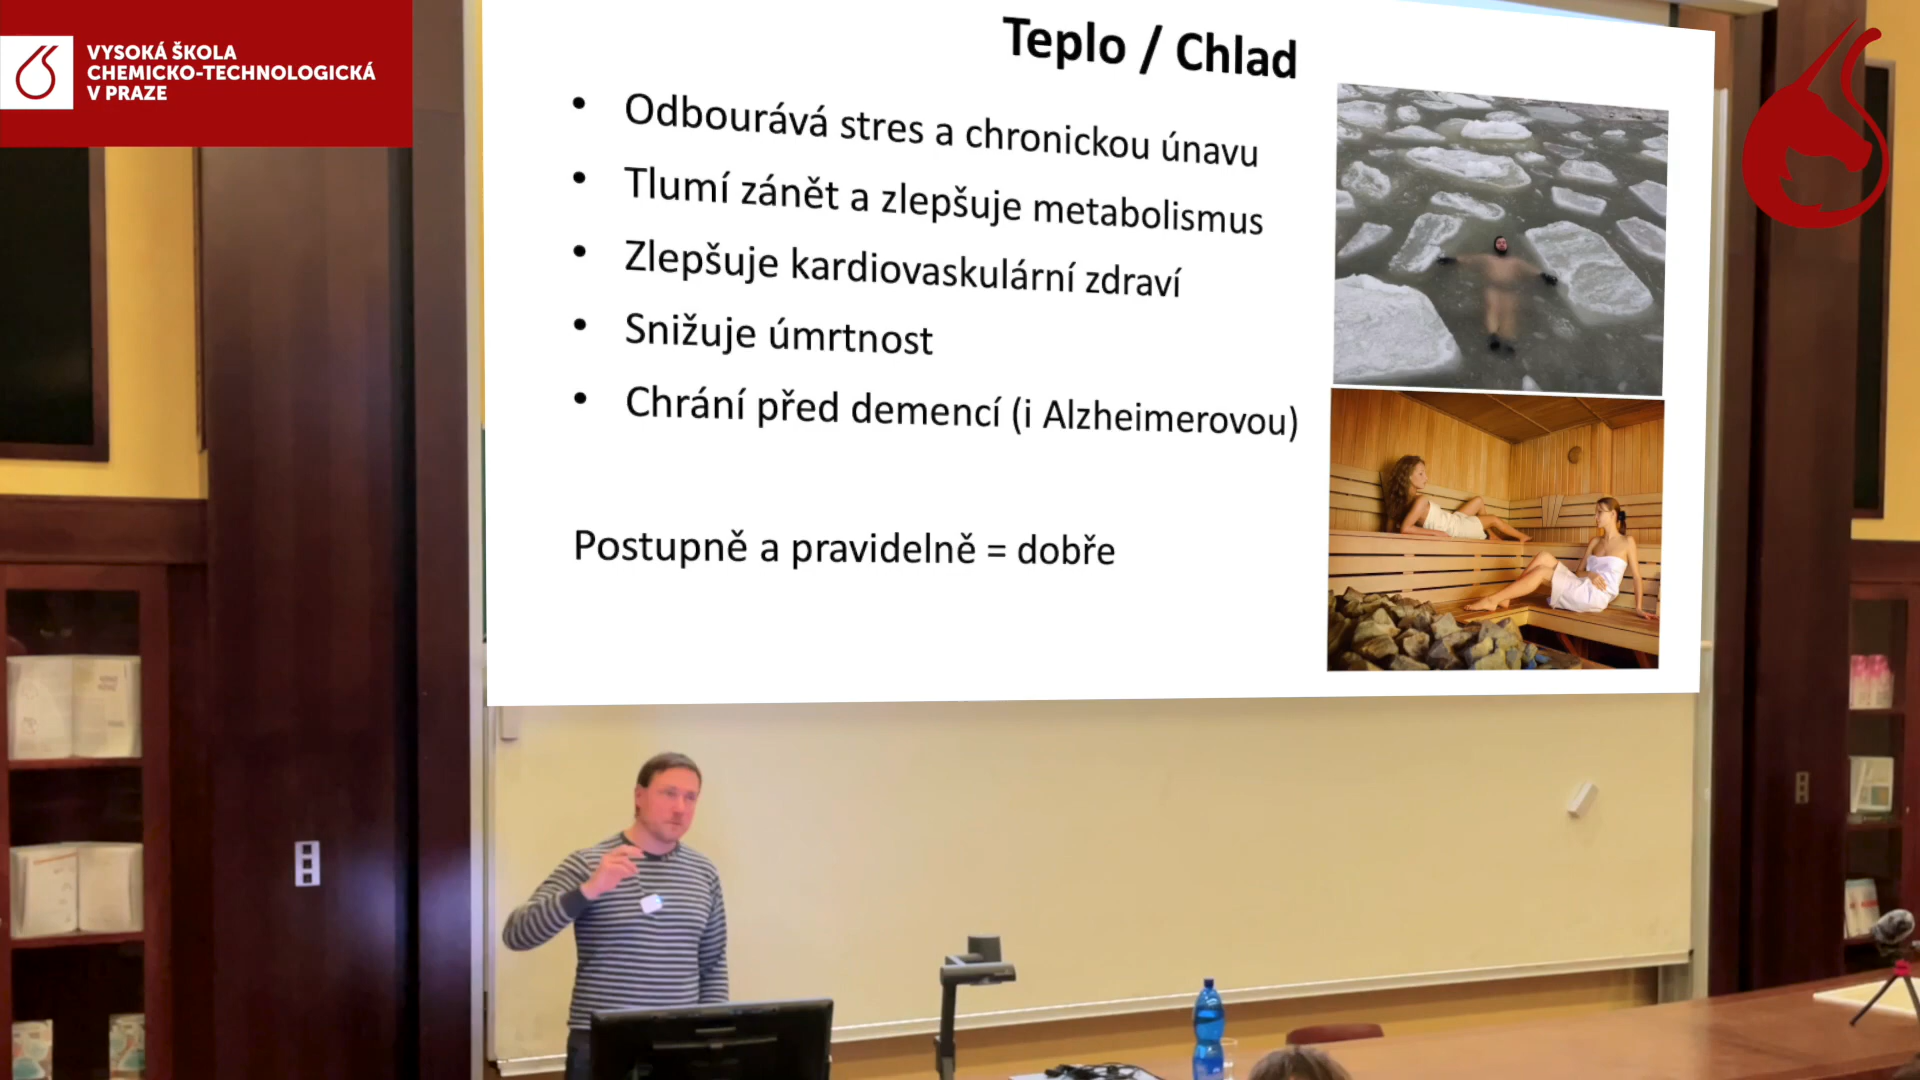 VYSOKÁ ŠKOLA
CHEMICKO-TECHNOLOGICKÁ
V PRAZE
Teplo / Chlad
• Odbourává stres a chronickou únavu
• Tlumí zánět a zlepšuje metabolismus
• Zlepšuje kardiovaskulární zdraví
• Snižuje úmrtnost
• Chrání před demencí (i Alzheimerovou)
Postupně a pravidelně = dobře